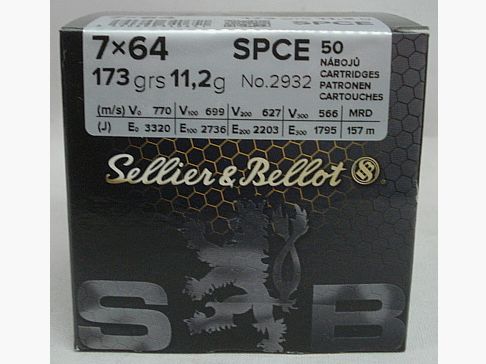 SPCE
7×64 SPCE 50
NÁBOJŮ
173 grs 11,2g No.2932 CARTRIDGES
PATRONEN
CARTOUCHES
(m/s) V0 770 V100 699 V200 627 V300 566 MRD
(J) E0 3320 E100 2736 E200 2203 E300 1795 157 m
Sellier & Bellot
S B